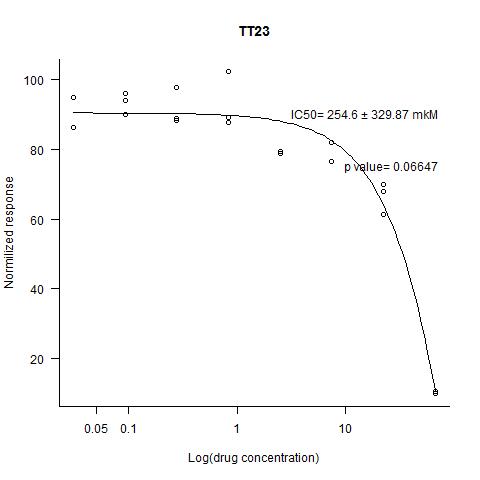 TT23
100
80
60
40
20
Normilized response
IC50= 254.6 ± 329.87 mkM
p value= 0.06647
0.05 0.1 1 10
Log(drug concentration)